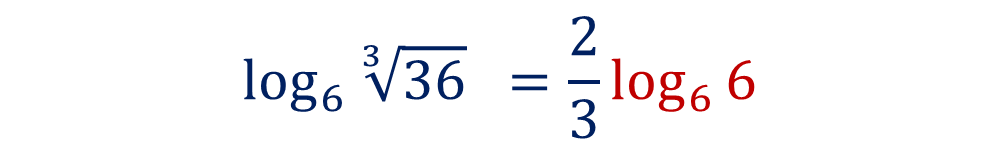 log₆ ∛36 = 2/3 log₆ 6